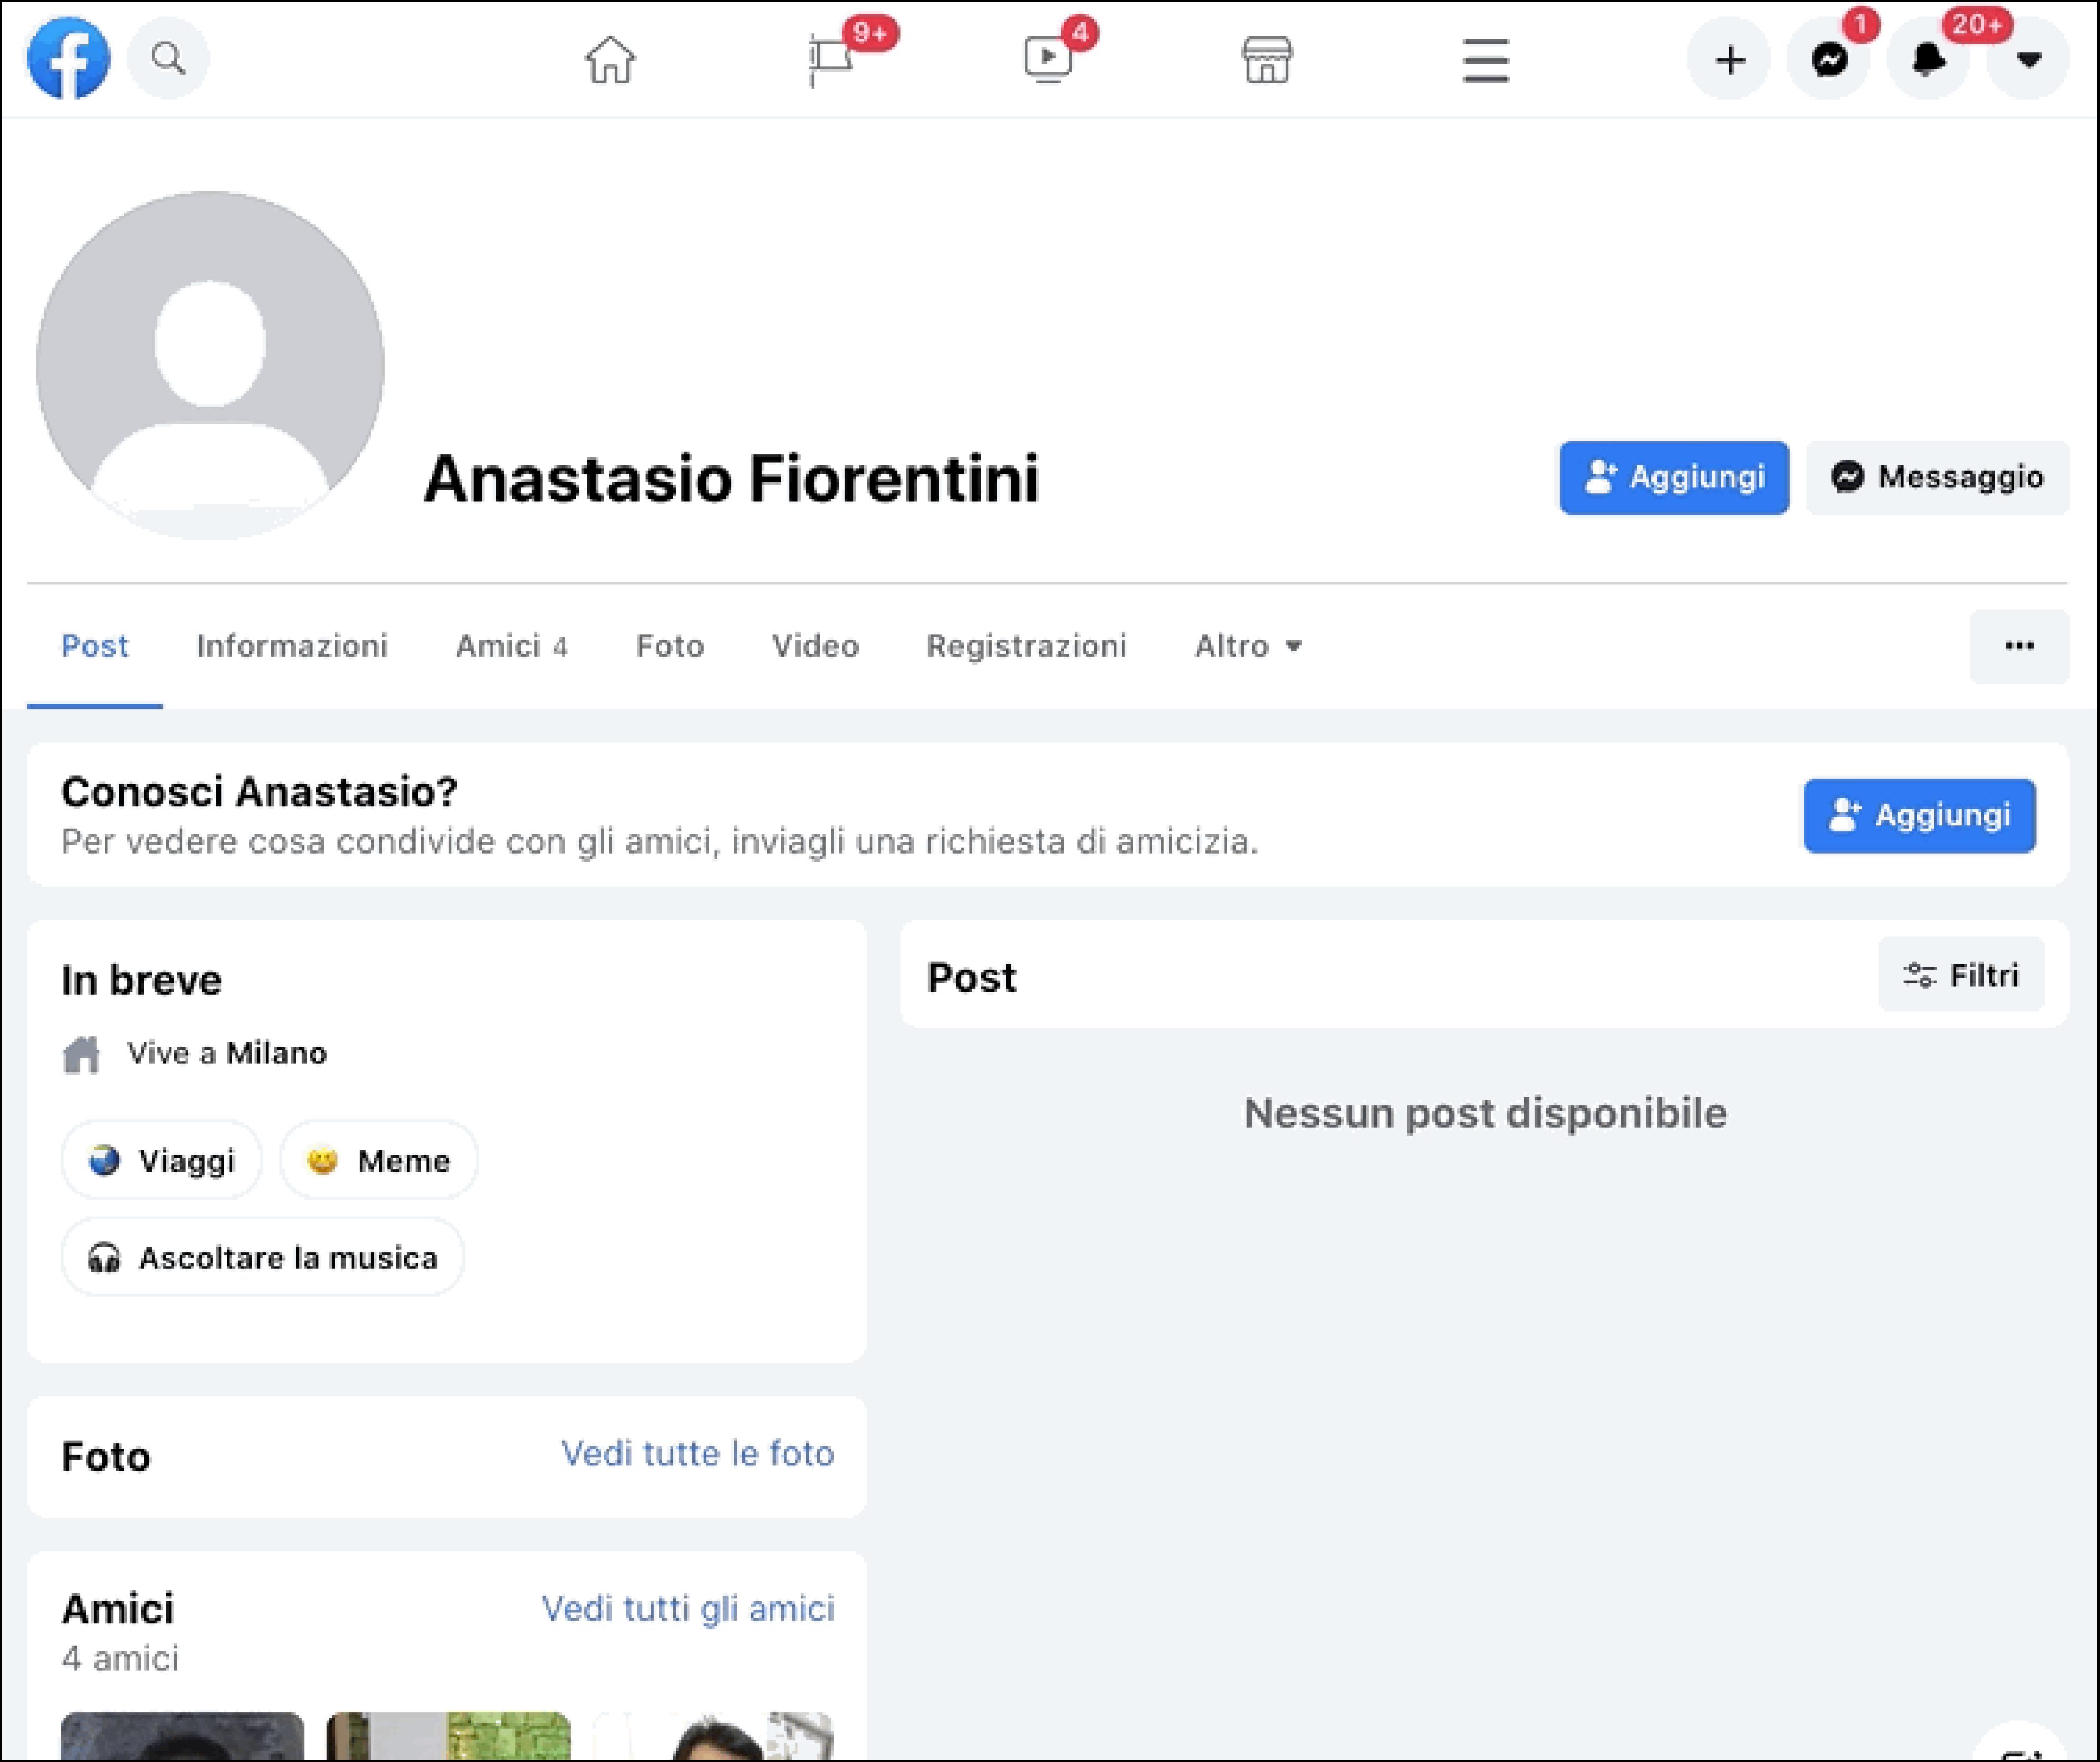 9+
4
1
20+
Anastasio Fiorentini
Aggiungi
Messaggio
Post Informazioni Amici 4 Foto Video Registrazioni Altro
Conosci Anastasio?
Per vedere cosa condivide con gli amici, inviagli una richiesta di amicizia.
Aggiungi
In breve
Vive a Milano
Viaggi Meme
Ascoltare la musica
Post
Filtri
Nessun post disponibile
Foto
Vedi tutte le foto
Amici
Vedi tutti gli amici
4 amici